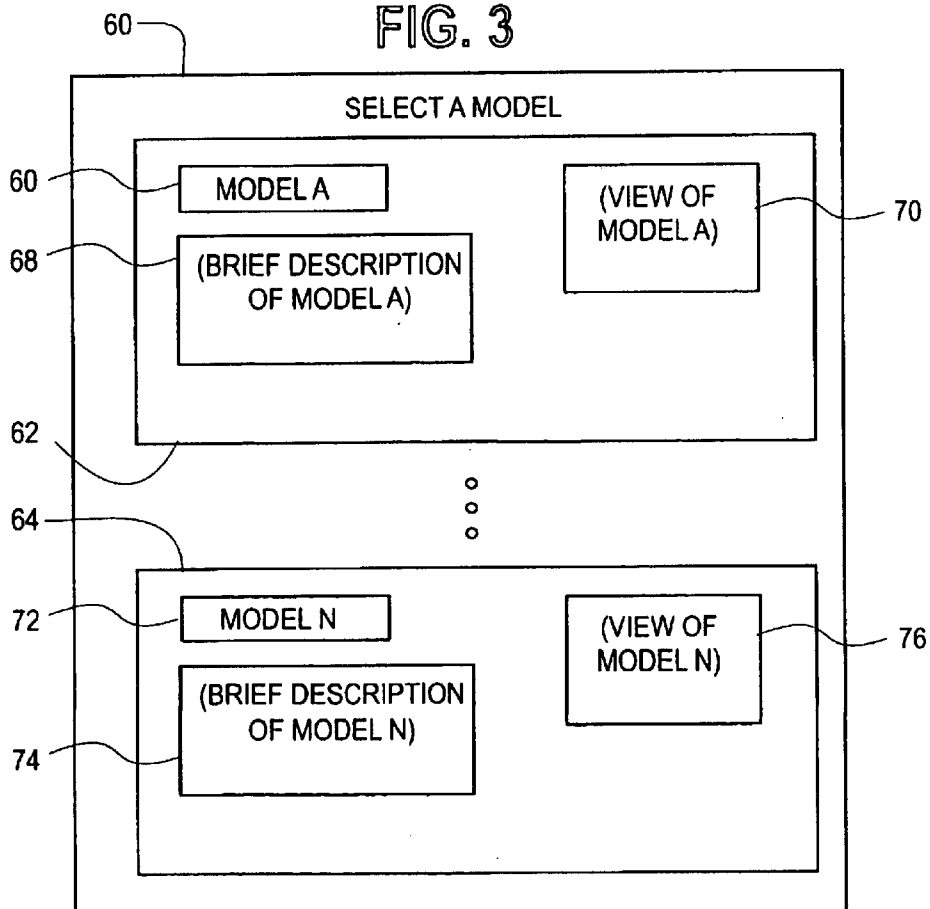 FIG. 3
60
SELECT A MODEL
60
MODEL A
(VIEW OF
MODEL A)
70
68
(BRIEF DESCRIPTION
OF MODEL A)
62
64
72
MODEL N
(VIEW OF
MODEL N)
76
(BRIEF DESCRIPTION
OF MODEL N)
74